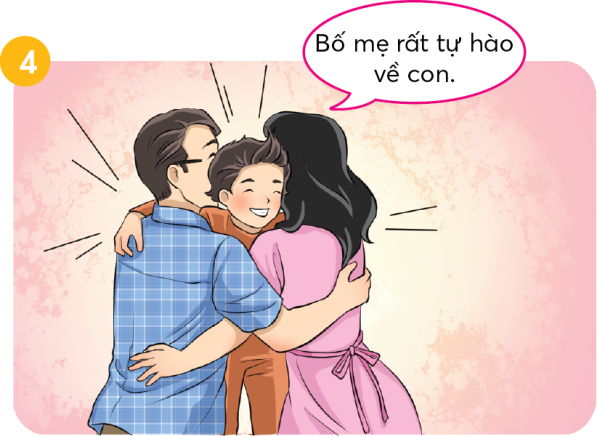 4
Bố mẹ rất tự hào
về con.